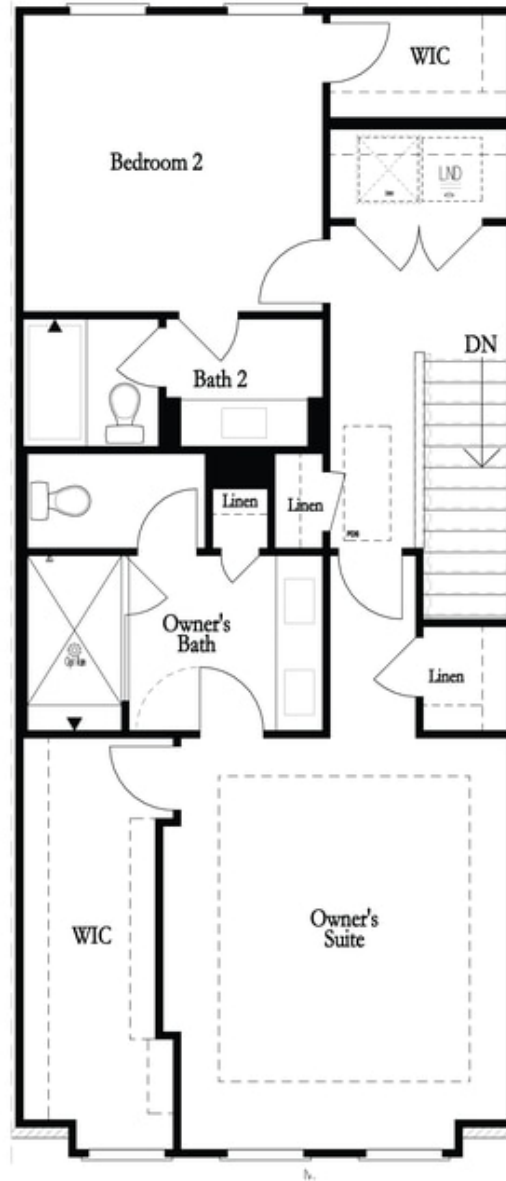 WIC
Bedroom 2
LND
DN
Bath 2
Linen
Linen
Owner's
Bath
Linen
WIC
Owner's
Suite